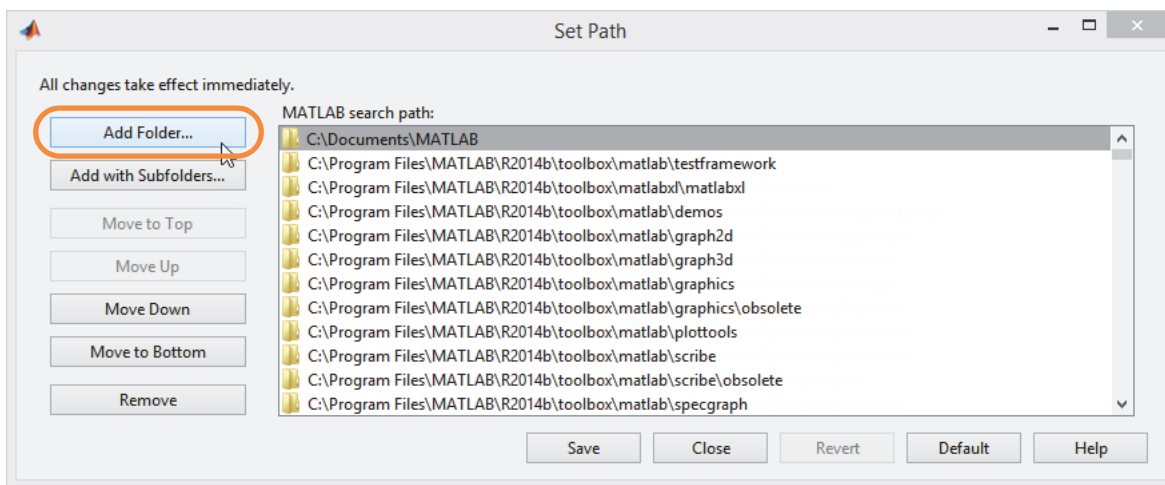 Set Path
All changes take effect immediately.
MATLAB search path:
Add Folder...
Add with Subfolders...
Move to Top
Move Up
Move Down
Move to Bottom
Remove
C:\Documents\MATLAB
C:\Program Files\MATLAB\R2014b\toolbox\matlab\testframework
C:\Program Files\MATLAB\R2014b\toolbox\matlabxl\matlabxl
C:\Program Files\MATLAB\R2014b\toolbox\matlab\demos
C:\Program Files\MATLAB\R2014b\toolbox\matlab\graph2d
C:\Program Files\MATLAB\R2014b\toolbox\matlab\graph3d
C:\Program Files\MATLAB\R2014b\toolbox\matlab\graphics
C:\Program Files\MATLAB\R2014b\toolbox\matlab\graphics\obsolete
C:\Program Files\MATLAB\R2014b\toolbox\matlab\plottools
C:\Program Files\MATLAB\R2014b\toolbox\matlab\scribe
C:\Program Files\MATLAB\R2014b\toolbox\matlab\scribe\obsolete
C:\Program Files\MATLAB\R2014b\toolbox\matlab\specgraph
Save
Close
Revert
Default
Help